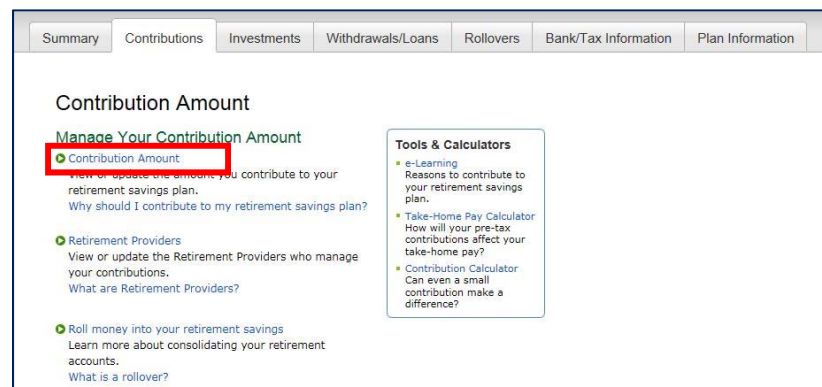 Summary
Contributions
Investments
Withdrawals/Loans
Rollovers
Bank/Tax Information
Plan Information
Contribution Amount
Manage Your Contribution Amount
Contribution Amount
View or update the amount you contribute to your
retirement savings plan.
Why should I contribute to my retirement savings plan?
Retirement Providers
View or update the Retirement Providers who manage
your contributions.
What are Retirement Providers?
Roll money into your retirement savings
Learn more about consolidating your retirement
accounts.
What is a rollover?
Tools & Calculators
e-Learning
Reasons to contribute to
your retirement savings
plan.
Take-Home Pay Calculator
How will your pre-tax
contributions affect your
take-home pay?
Contribution Calculator
Can even a small
contribution make a
difference?